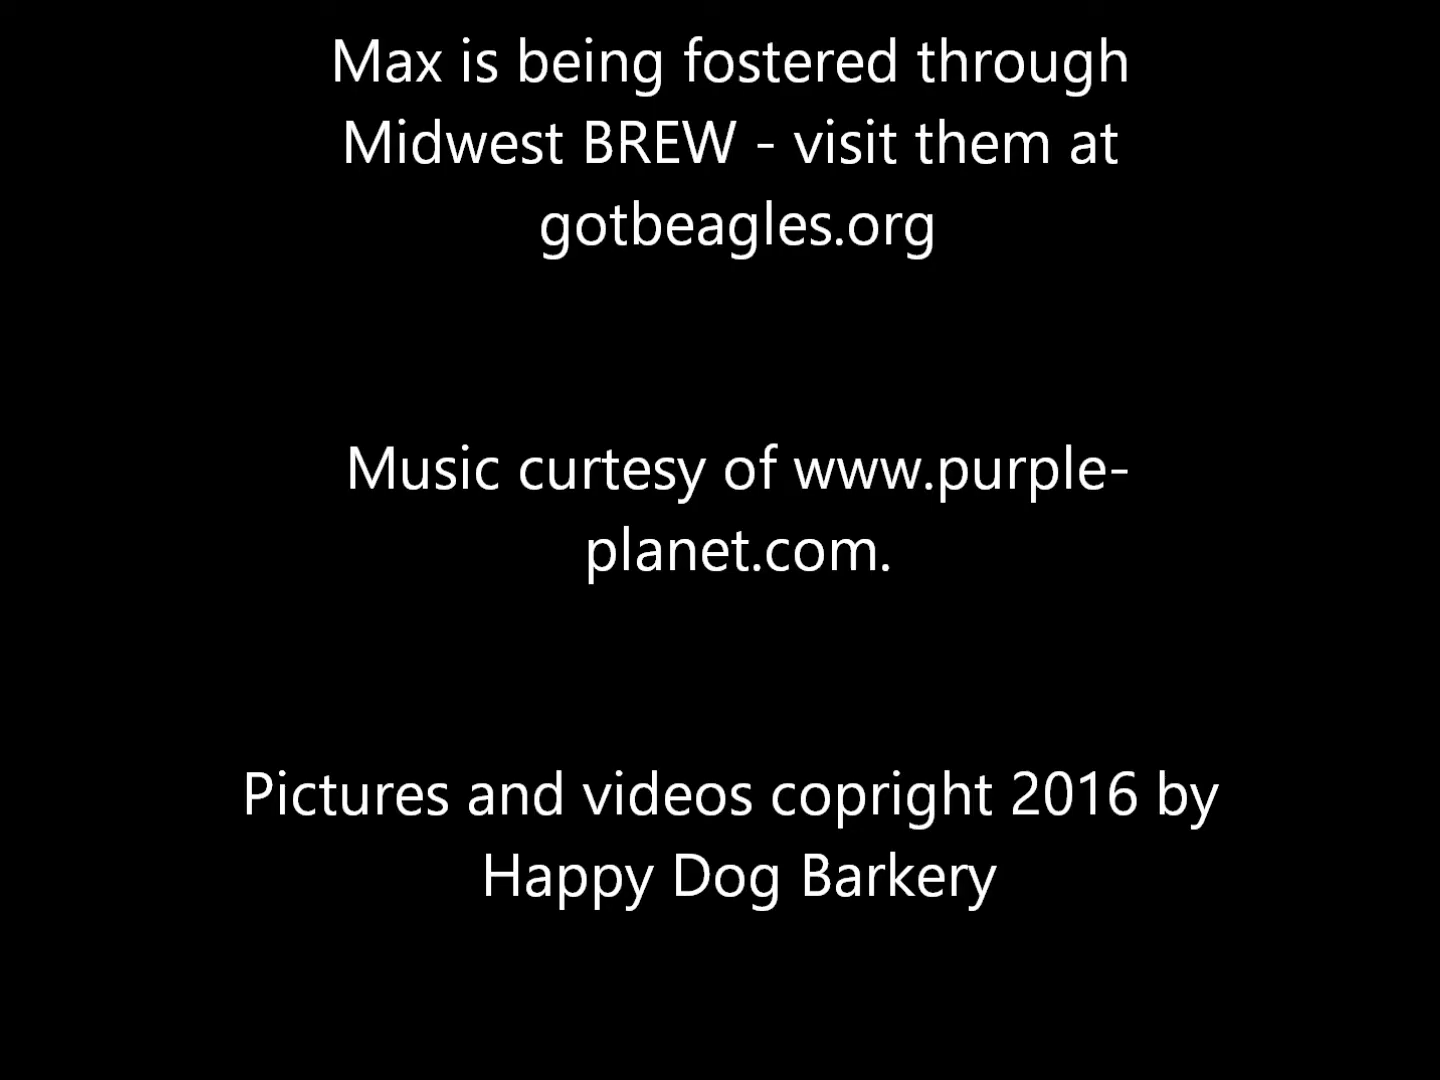 Max is being fostered through
Midwest BREW - visit them at
gotbeagles.org
Music curtesy of www.purple-
planet.com.
Pictures and videos copright 2016 by
Happy Dog Barkery